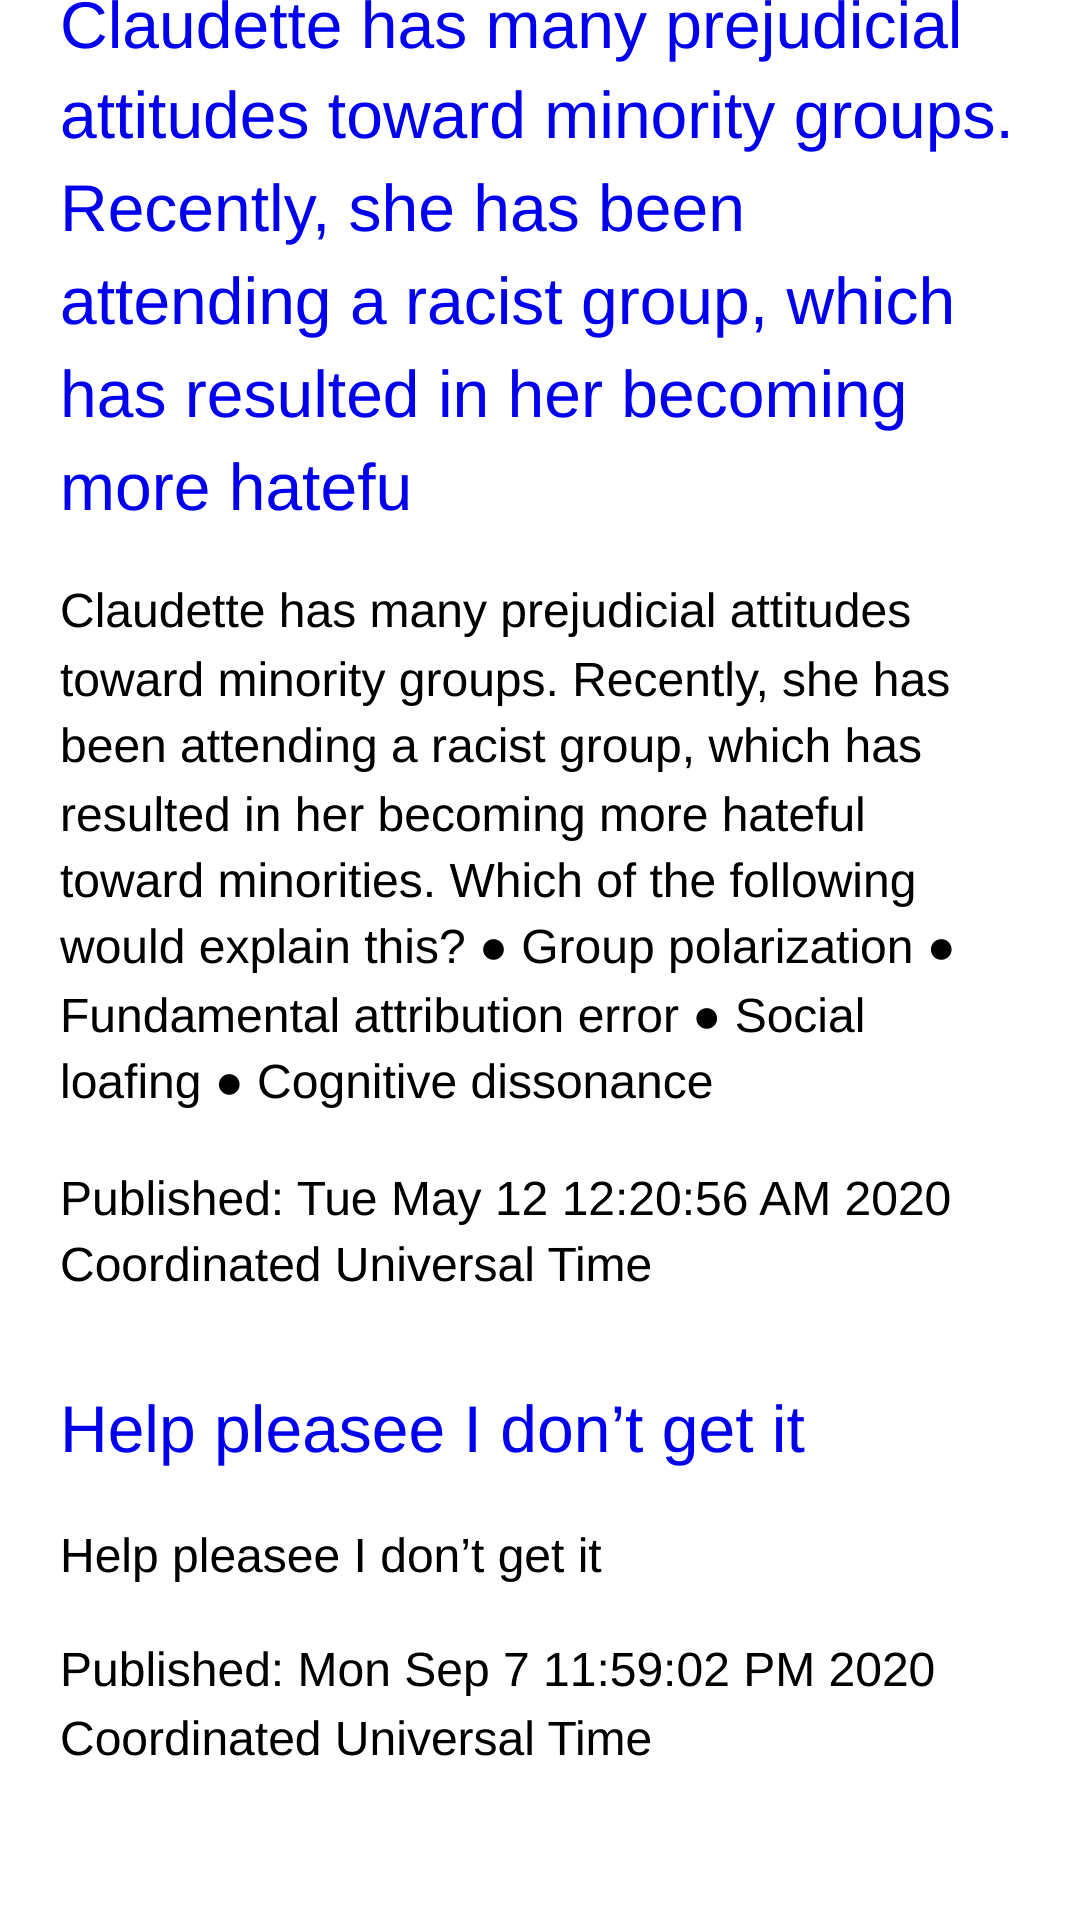 Claudette has many prejudicial
attitudes toward minority groups.
Recently, she has been
attending a racist group, which
has resulted in her becoming
more hatefu
Claudette has many prejudicial attitudes
toward minority groups. Recently, she has
been attending a racist group, which has
resulted in her becoming more hateful
toward minorities. Which of the following
would explain this? ● Group polarization ●
Fundamental attribution error ● Social
loafing ● Cognitive dissonance
Published: Tue May 12 12:20:56 AM 2020
Coordinated Universal Time
Help pleasee I don’t get it
Help pleasee I don’t get it
Published: Mon Sep 7 11:59:02 PM 2020
Coordinated Universal Time